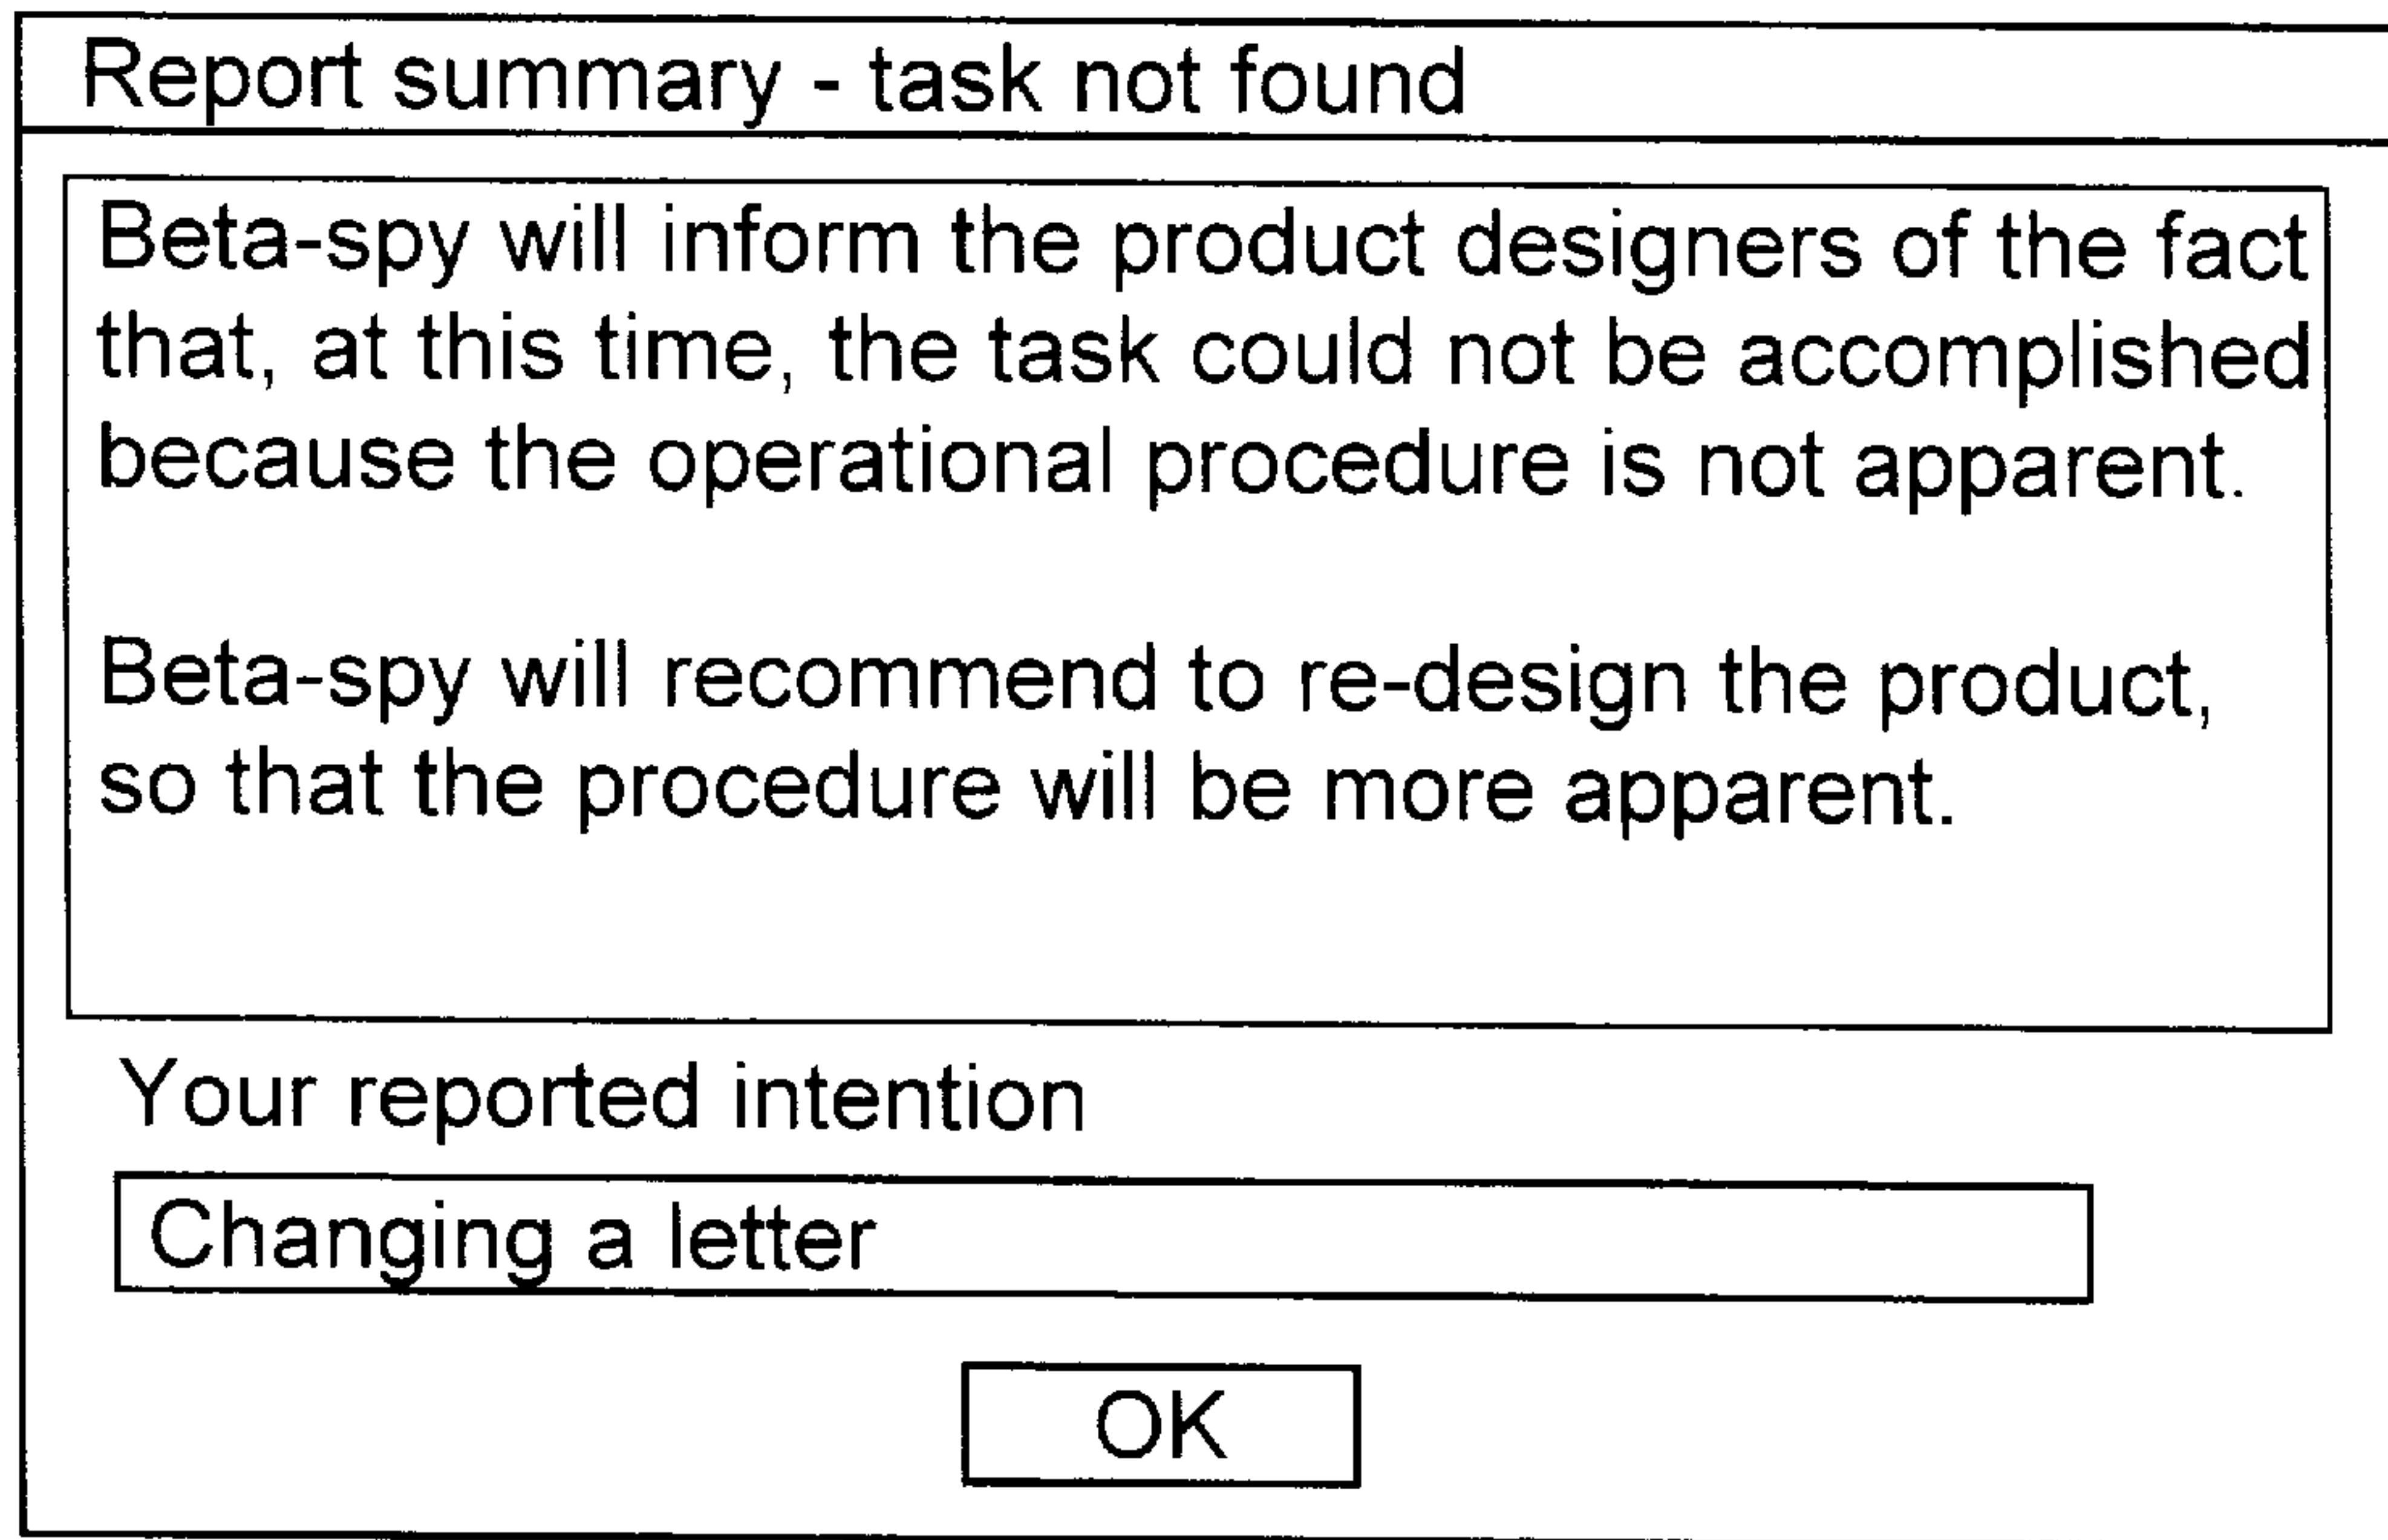 Report summary - task not found
Beta-spy will inform the product designers of the fact
that, at this time, the task could not be accomplished
because the operational procedure is not apparent.
Beta-spy will recommend to re-design the product,
so that the procedure will be more apparent.
Your reported intention
Changing a letter
OK